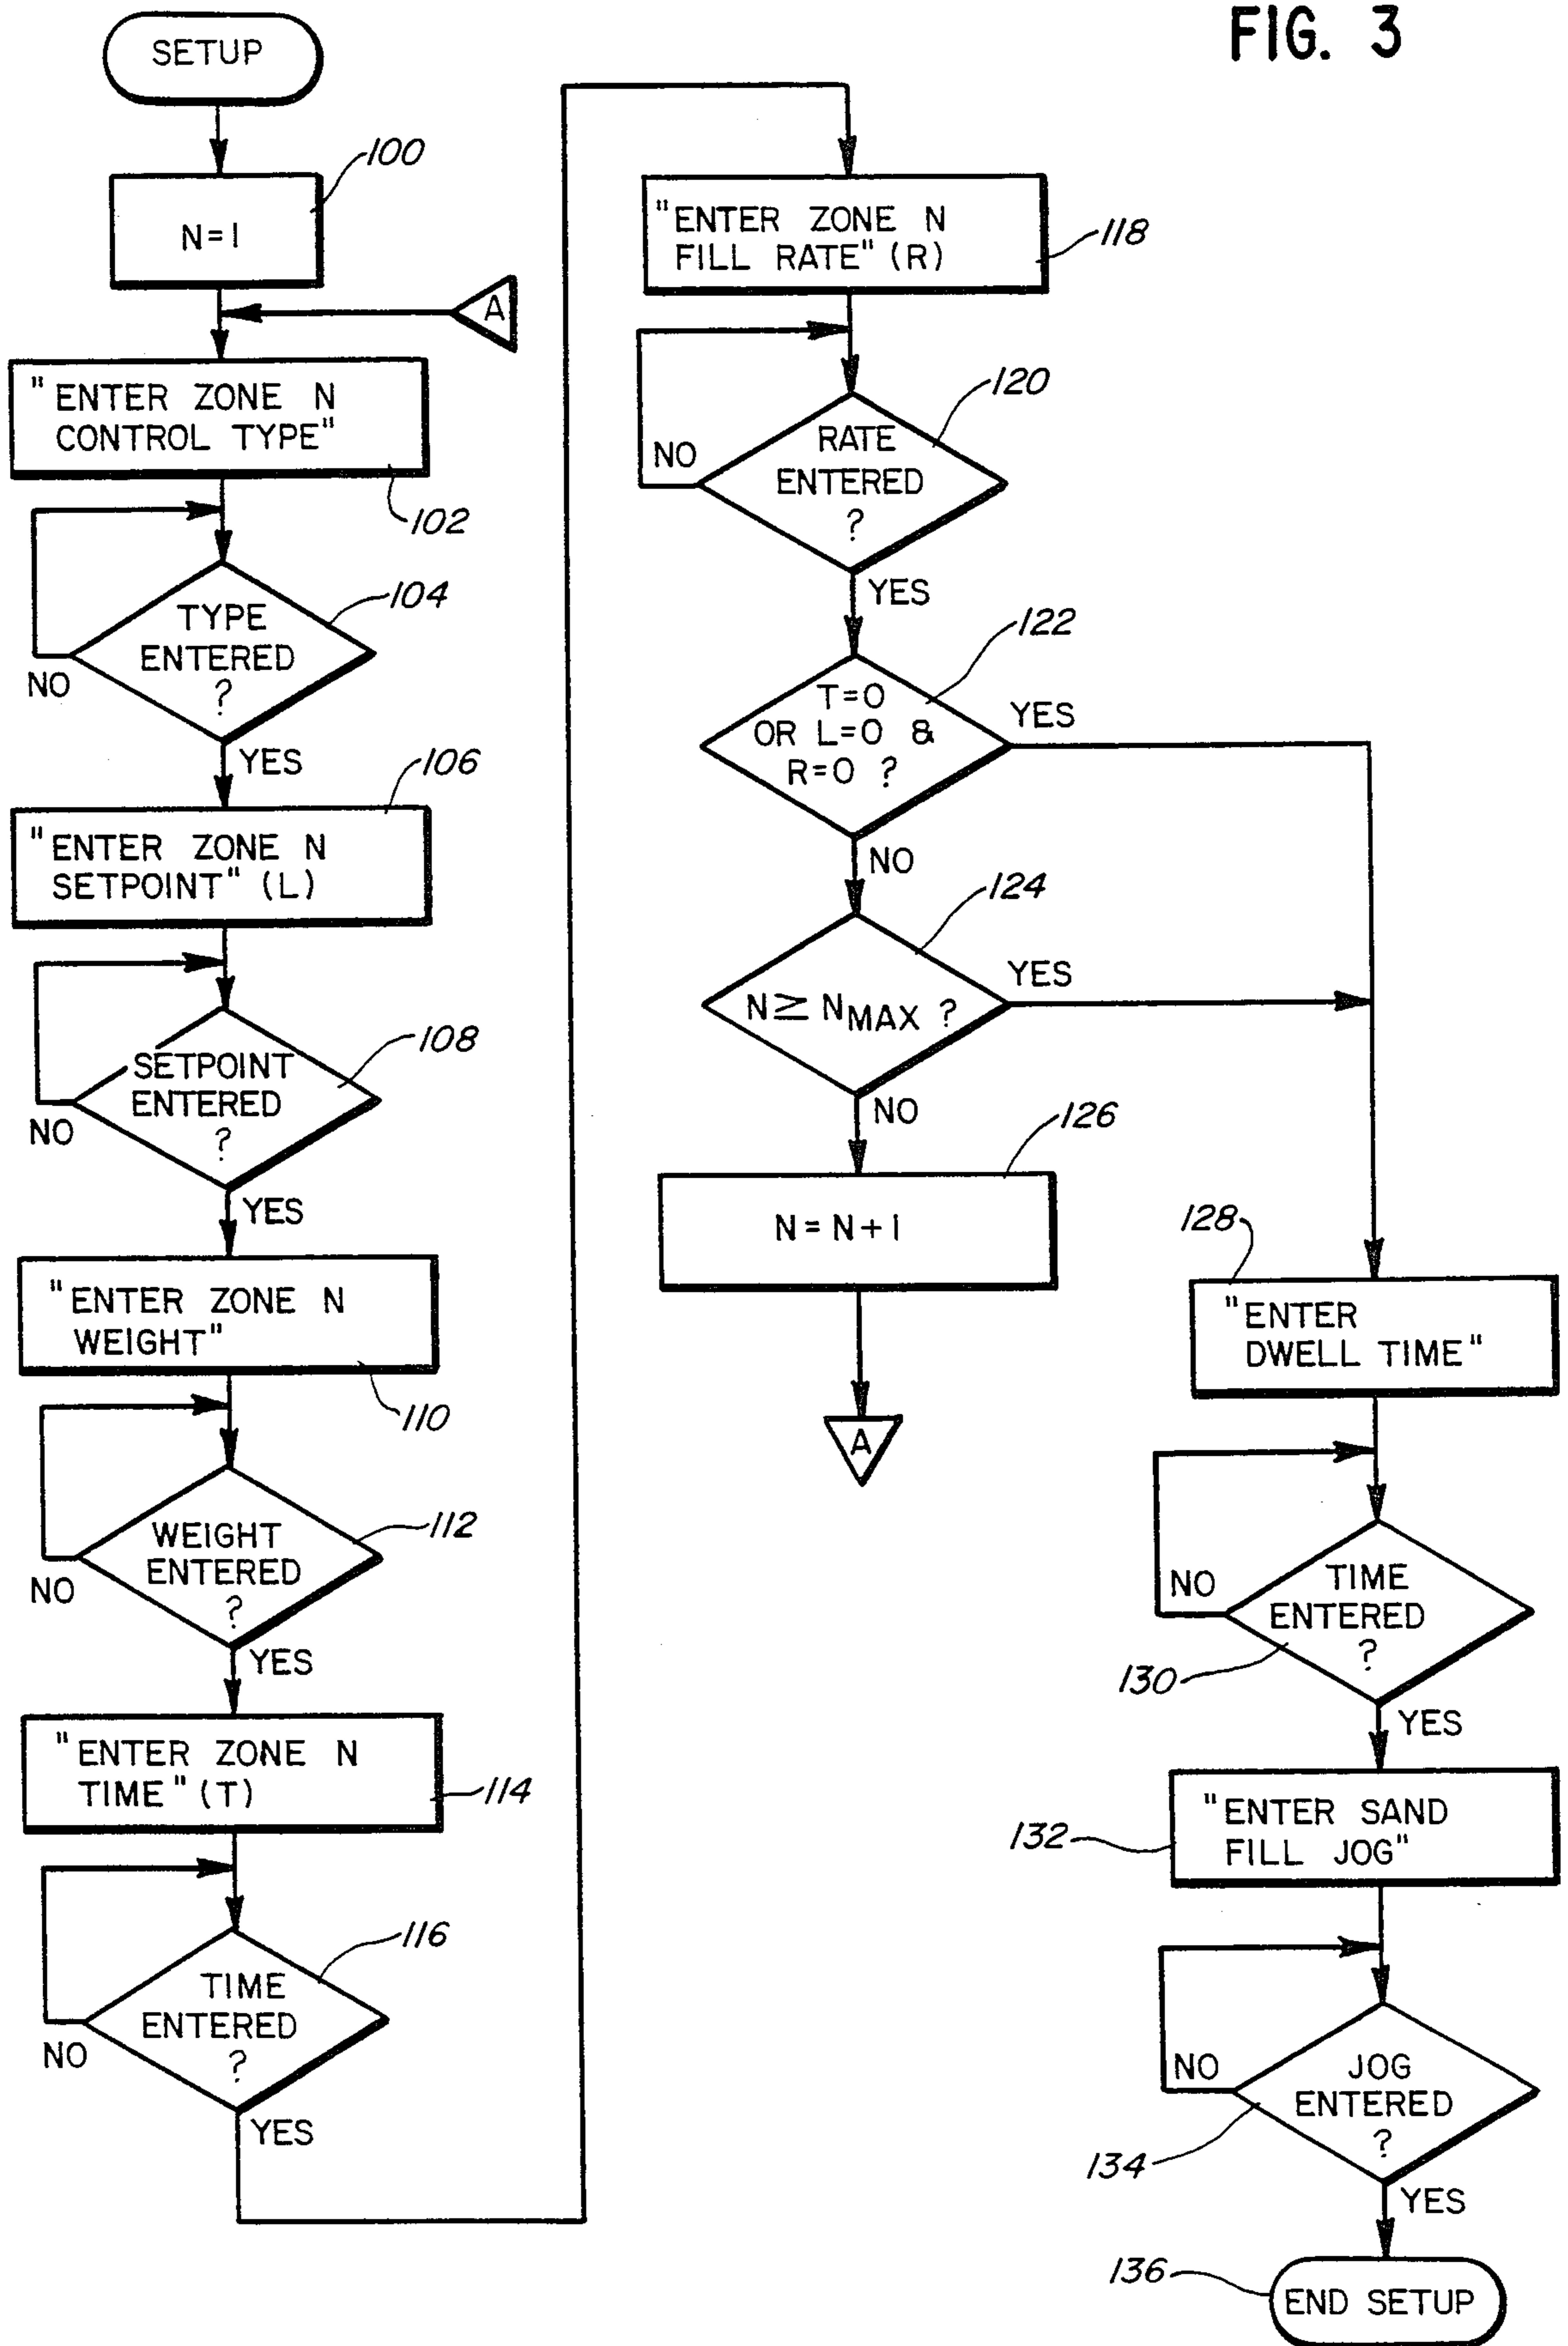 FIG. 3
SETUP
100
N=1
A
"ENTER ZONE N
CONTROL TYPE"
102
TYPE
ENTERED
?
104
NO
YES
106
"ENTER ZONE N
SETPOINT" (L)
SETPOINT
ENTERED
?
108
NO
YES
"ENTER ZONE N
WEIGHT"
110
WEIGHT
ENTERED
?
112
NO
YES
"ENTER ZONE N
TIME" (T)
114
TIME
ENTERED
?
116
NO
YES
"ENTER ZONE N
FILL RATE" (R)
118
RATE
ENTERED
?
120
NO
YES
122
T=0
OR L=0 &
R=0 ?
YES
NO
124
N≥ NMAX ?
YES
NO
126
N=N+1
A
128
"ENTER
DWELL TIME"
TIME
ENTERED
?
NO
130
YES
"ENTER SAND
FILL JOG"
132
JOG
ENTERED
?
NO
134
YES
136
END SETUP